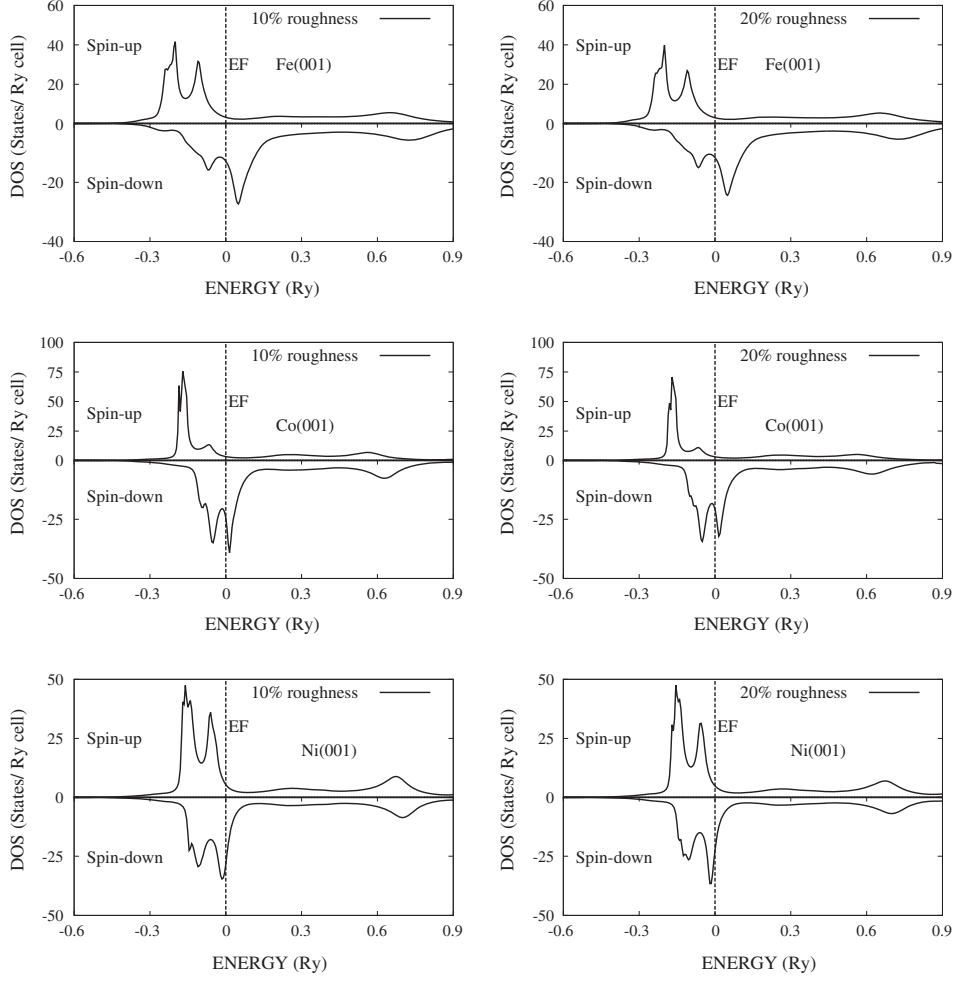 60
10% roughness
40
Spin-up
EF
Fe(001)
20
0
Spin-down
-20
-40
-0.6
-0.3
0
0.3
0.6
0.9
DOS (States/ Ry cell)
ENERGY (Ry)
60
20% roughness
40
Spin-up
EF
Fe(001)
20
0
Spin-down
-20
-40
-0.6
-0.3
0
0.3
0.6
0.9
DOS (States/ Ry cell)
ENERGY (Ry)
100
10% roughness
75
Spin-up
EF
50
Co(001)
25
0
Spin-down
-25
-50
-0.6
-0.3
0
0.3
0.6
0.9
DOS (States/ Ry cell)
ENERGY (Ry)
100
20% roughness
75
Spin-up
EF
50
Co(001)
25
0
Spin-down
-25
-50
-0.6
-0.3
0
0.3
0.6
0.9
DOS (States/ Ry cell)
ENERGY (Ry)
50
10% roughness
EF
Spin-up
Ni(001)
25
0
Spin-down
-25
-50
-0.6
-0.3
0
0.3
0.6
0.9
DOS (States/ Ry cell)
ENERGY (Ry)
50
20% roughness
EF
Spin-up
Ni(001)
25
0
Spin-down
-25
-50
-0.6
-0.3
0
0.3
0.6
0.9
DOS (States/ Ry cell)
ENERGY (Ry)